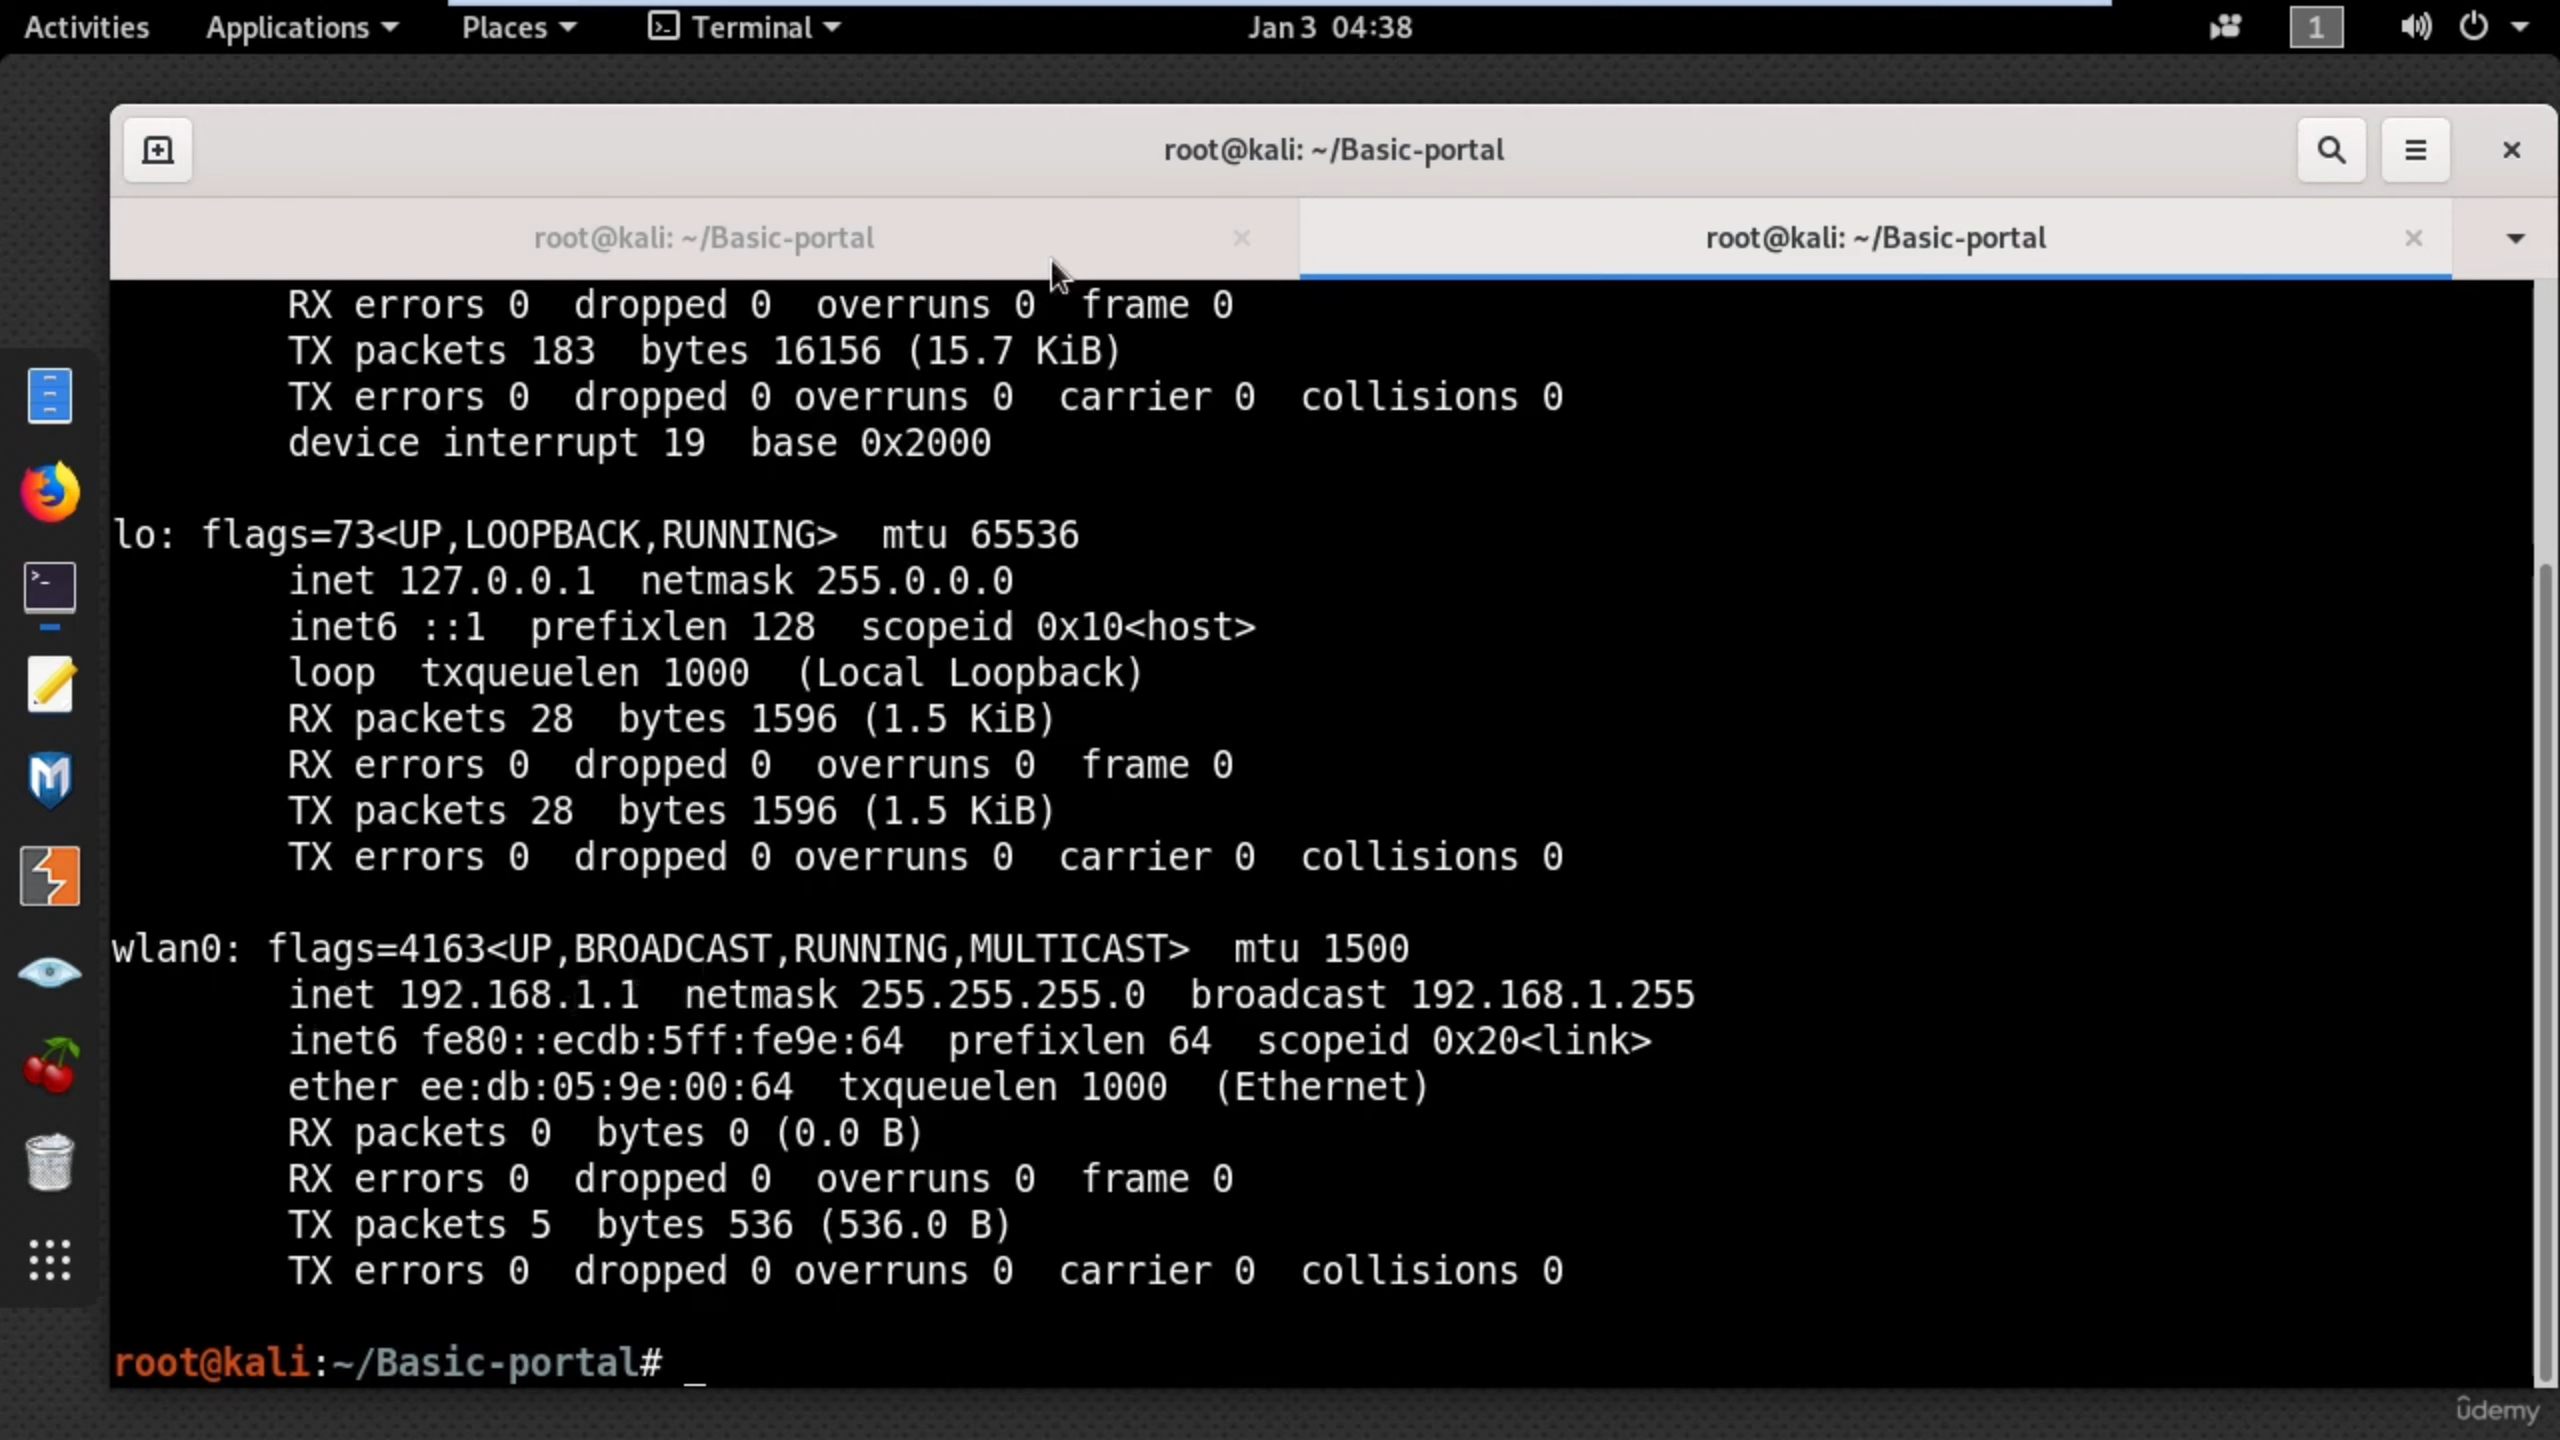 Activities Applications Places Terminal Jan 3 04:38 1
root@kali: ~/Basic-portal
root@kali: ~/Basic-portal root@kali: ~/Basic-portal
RX errors 0 dropped 0 overruns 0 frame 0
TX packets 183 bytes 16156 (15.7 KiB)
TX errors 0 dropped 0 overruns 0 carrier 0 collisions 0
device interrupt 19 base 0x2000
lo: flags=73<UP,LOOPBACK,RUNNING> mtu 65536
inet 127.0.0.1 netmask 255.0.0.0
inet6 ::1 prefixlen 128 scopeid 0x10<host>
loop txqueuelen 1000 (Local Loopback)
RX packets 28 bytes 1596 (1.5 KiB)
RX errors 0 dropped 0 overruns 0 frame 0
TX packets 28 bytes 1596 (1.5 KiB)
TX errors 0 dropped 0 overruns 0 carrier 0 collisions 0
wlan0: flags=4163<UP,BROADCAST,RUNNING,MULTICAST> mtu 1500
inet 192.168.1.1 netmask 255.255.255.0 broadcast 192.168.1.255
inet6 fe80::ecdb:5ff:fe9e:64 prefixlen 64 scopeid 0x20<link>
ether ee:db:05:9e:00:64 txqueuelen 1000 (Ethernet)
RX packets 0 bytes 0 (0.0 B)
RX errors 0 dropped 0 overruns 0 frame 0
TX packets 5 bytes 536 (536.0 B)
TX errors 0 dropped 0 overruns 0 carrier 0 collisions 0
root@kali:~/Basic-portal# _
ûdemy